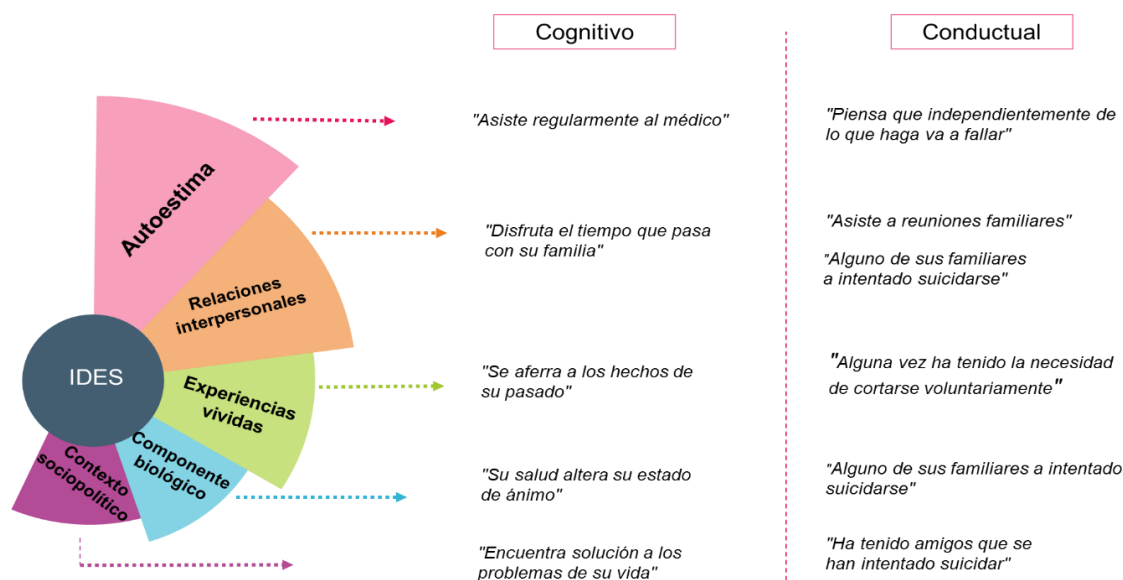 Cognitivo
Conductual
Autoestima
"Asiste regularmente al médico"
"Piensa que independientemente de
lo que haga va a fallar"
Relaciones
interpersonales
"Disfruta el tiempo que pasa
con su familia"
"Asiste a reuniones familiares"
"Alguno de sus familiares
a intentado suicidarse"
IDES
Experiencias
vividas
"Se aferra a los hechos de
su pasado"
"Alguna vez ha tenido la necesidad
de cortarse voluntariamente"
Componente
biológico
"Su salud altera su estado
de ánimo"
"Alguno de sus familiares a intentado
suicidarse"
Contexto
sociopolítico
"Encuentra solución a los
problemas de su vida"
"Ha tenido amigos que se
han intentado suicidar"